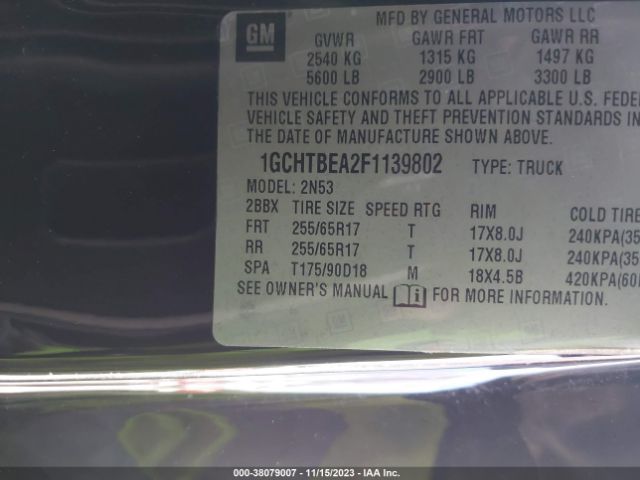 MFD BY GENERAL MOTORS LLC
GM
GVWR GAWR FRT GAWR RR
2540 KG 1315 KG 1497 KG
5600 LB 2900 LB 3300 LB
THIS VEHICLE CONFORMS TO ALL APPLICABLE U.S. FEDE
VEHICLE SAFETY AND THEFT PREVENTION STANDARDS IN
THE DATE OF MANUFACTURE SHOWN ABOVE.
1GCHTBEA2F1139802 TYPE: TRUCK
MODEL: 2N53
2BBX TIRE SIZE SPEED RTG RIM COLD TIRE
FRT 255/65R17 T 17X8.0J 240KPA(35
RR 255/65R17 T 17X8.0J 240KPA(35
SPA T175/90D18 M 18X4.5B 420KPA(60
SEE OWNER'S MANUAL FOR MORE INFORMATION.
GM
000-38079007 - 11/15/2023 - IAA Inc.